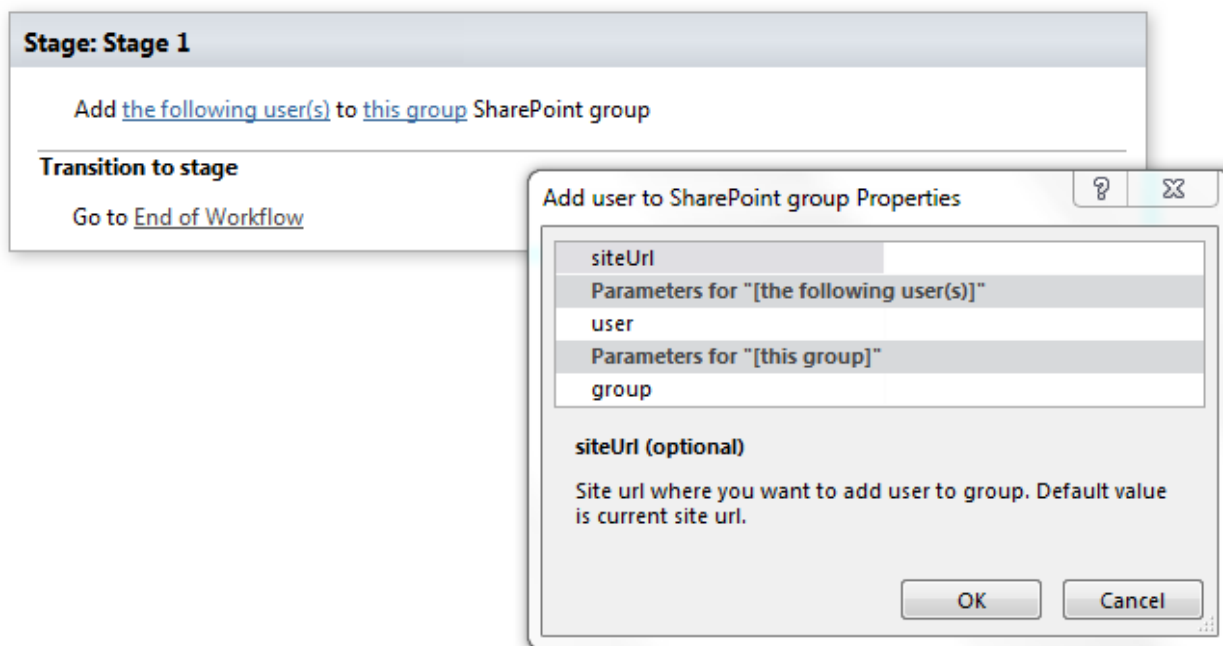 Stage: Stage 1
Add the following user(s) to this group SharePoint group
Transition to stage
Go to End of Workflow
Add user to SharePoint group Properties
?
siteUrl
Parameters for "[the following user(s)]"
user
Parameters for "[this group]"
group
siteUrl (optional)
Site url where you want to add user to group. Default value
is current site url.
OK
Cancel